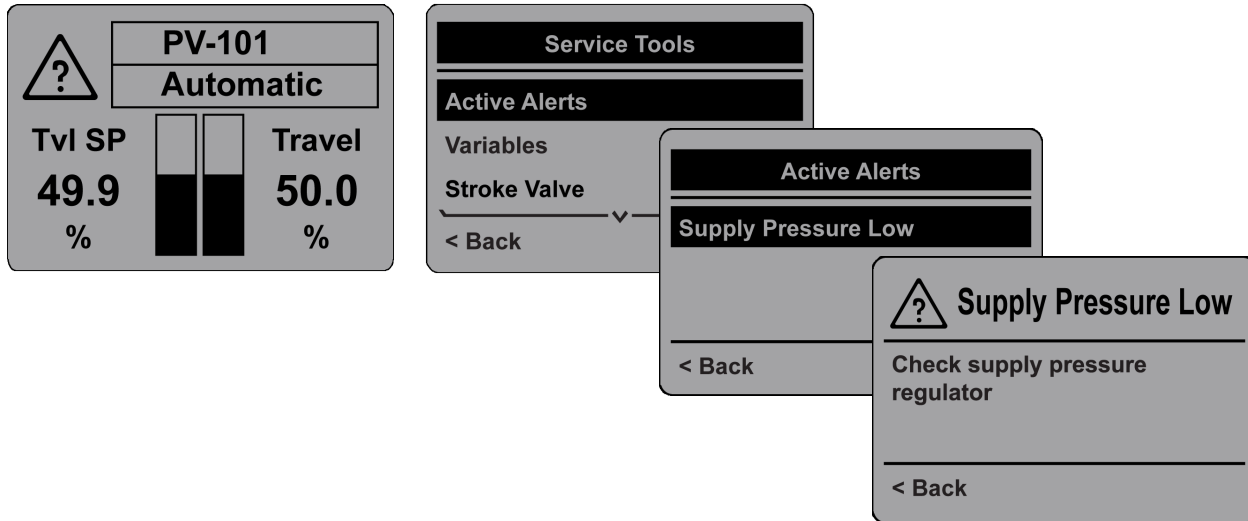 PV-101
Automatic
Tvl SP
49.9
%
Travel
50.0
%
Service Tools
Active Alerts
Variables
Stroke Valve
< Back
Active Alerts
Supply Pressure Low
< Back
Supply Pressure Low
Check supply pressure
regulator
< Back